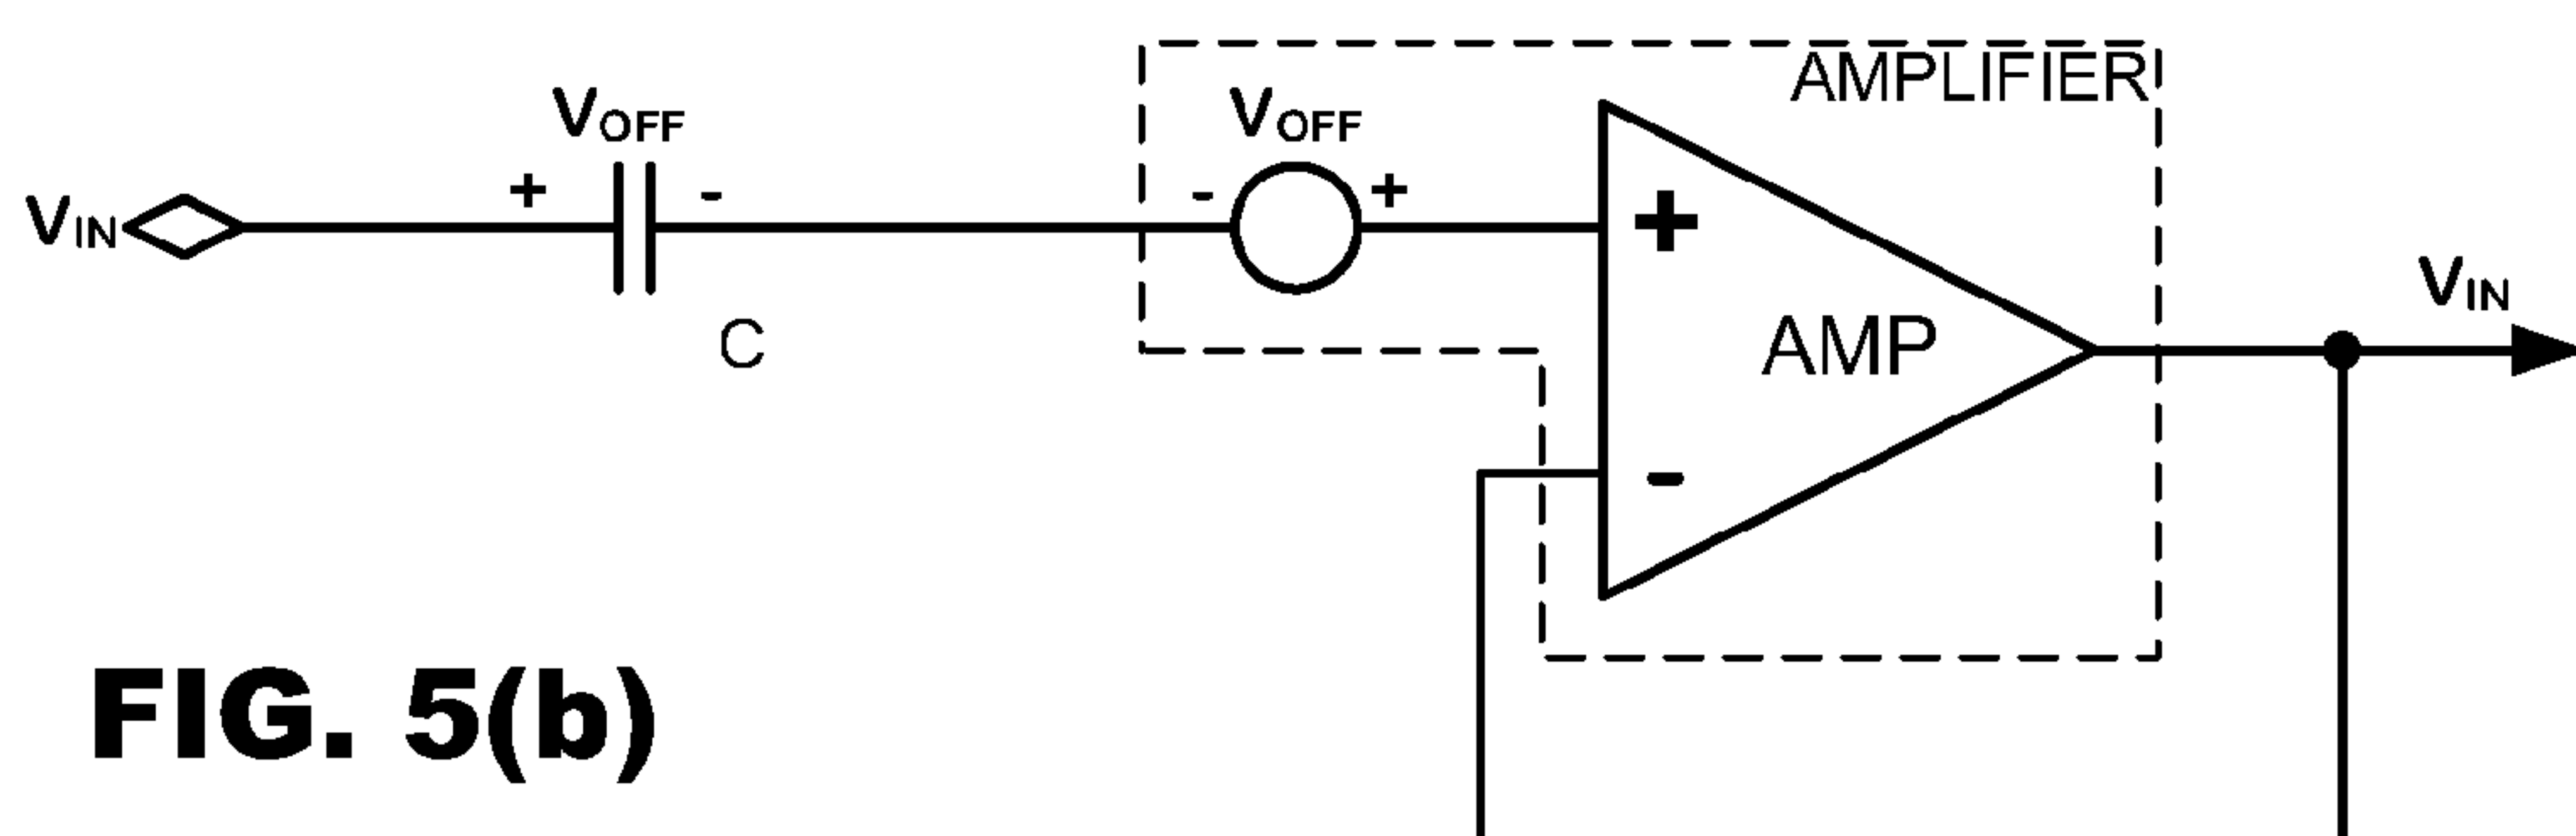 AMPLIFIER
VOFF
VOFF
+ -
- +
VIN
+
AMP
-
VIN
C
FIG. 5(b)